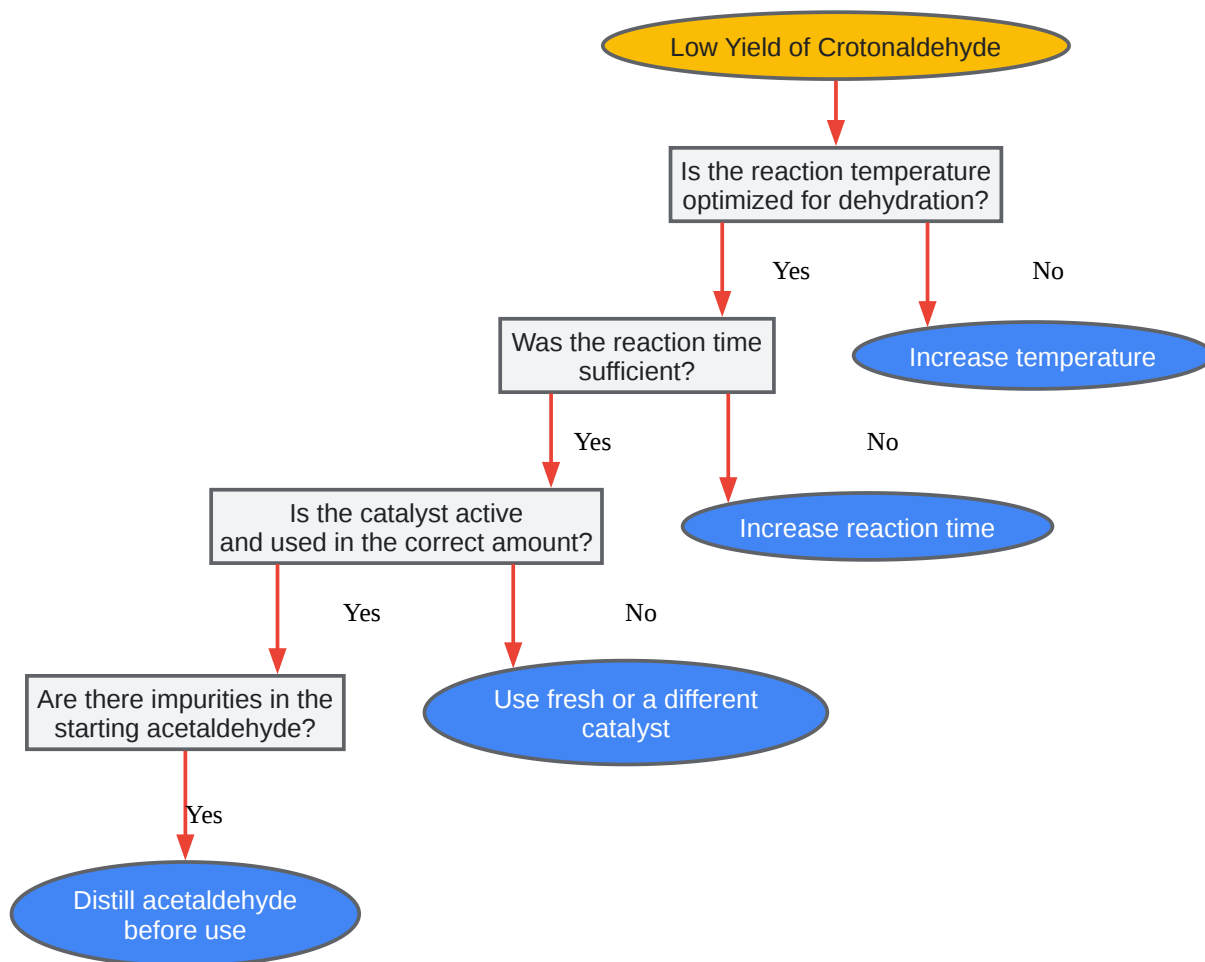 Low Yield of Crotonaldehyde
Is the reaction temperature
optimized for dehydration?
Yes
No
Was the reaction time
sufficient?
Increase temperature
Yes
No
Is the catalyst active
and used in the correct amount?
Increase reaction time
Yes
No
Are there impurities in the
starting acetaldehyde?
Use fresh or a different
catalyst
Yes
Distill acetaldehyde
before use